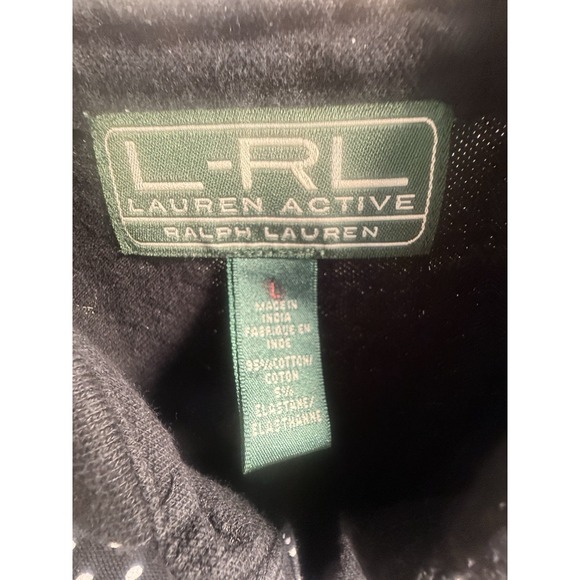 L-RL
LAUREN ACTIVE
RALPH LAUREN
L
MADE IN
INDIA
FABRIQUE EN
INDE
95% COTTON/
COTON
5%
ELASTANE/
ELASTHANNE